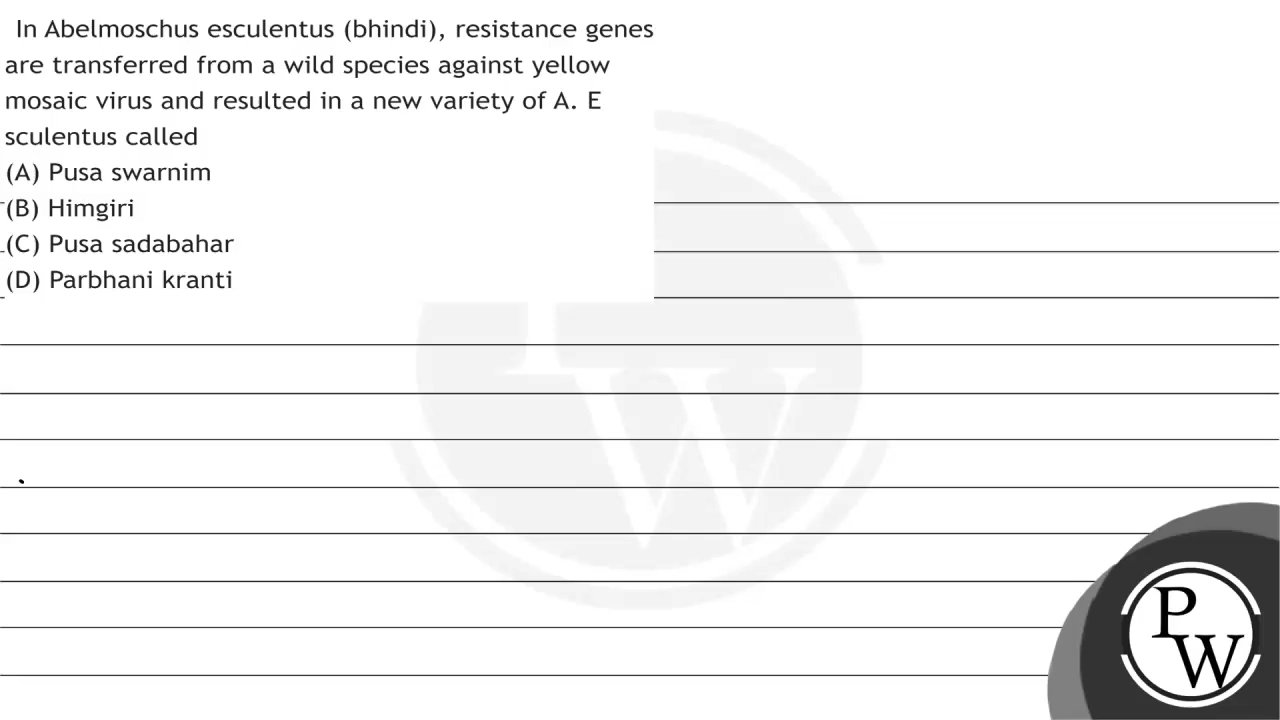 In Abelmoschus esculentus (bhindi), resistance genes
are transferred from a wild species against yellow
mosaic virus and resulted in a new variety of A. E
sculentus called
(A) Pusa swarnim
(B) Himgiri
(C) Pusa sadabahar
(D) Parbhani kranti
P
W